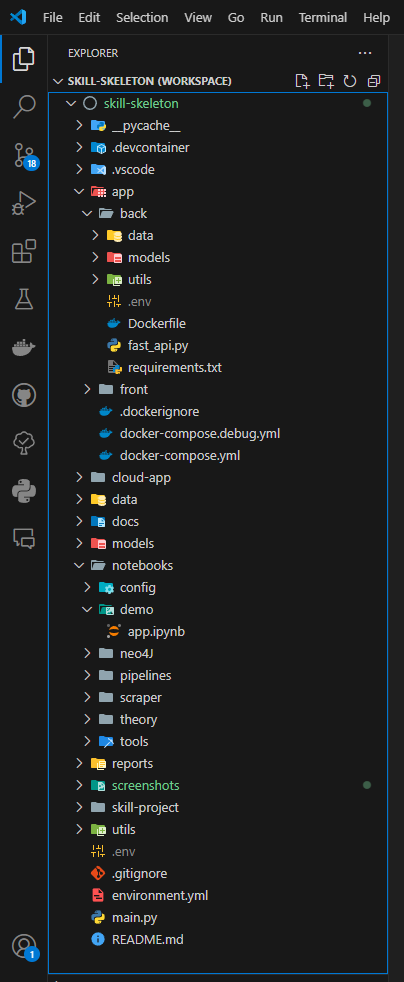 File Edit Selection View Go Run Terminal Help
EXPLORER
SKILL-SKELETON (WORKSPACE)
skill-skeleton
__pycache__
.devcontainer
.vscode
app
back
data
models
utils
.env
Dockerfile
fast_api.py
requirements.txt
front
.dockerignore
docker-compose.debug.yml
docker-compose.yml
cloud-app
data
docs
models
notebooks
config
demo
app.ipynb
neo4J
pipelines
scraper
theory
tools
reports
screenshots
skill-project
utils
.env
.gitignore
environment.yml
main.py
README.md
18
1